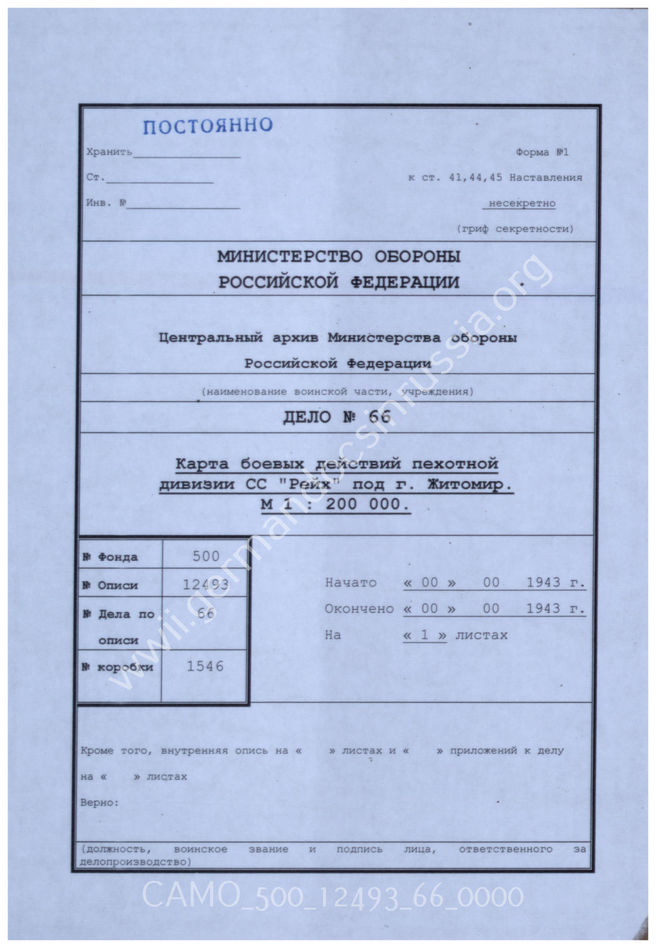 ПОСТОЯННО
Хранить
Форма №1
Ст.
к ст. 41,44,45 Наставления
Инв. №
несекретно
(гриф секретности)
МИНИСТЕРСТВО ОБОРОНЫ
РОССИЙСКОЙ ФЕДЕРАЦИИ
Центральный архив Министерства обороны
Российской Федерации
(наименование воинской части, учреждения)
ДЕЛО № 66
Карта боевых действий пехотной
дивизии СС "Рейх" под г. Житомир.
М 1 : 200 000.
№ Фонда 500
№ Описи 12493
№ Дела по 66
описи
№ коробки 1546
Начато « 00 » 00 1943 г.
Окончено « 00 » 00 1943 г.
На « 1 » листах
Кроме того, внутренняя опись на « » листах и « » приложений к делу
на « » листах
Верно:
(должность, воинское звание и подпись лица, ответственного за
делопроизводство)
www.germandocsinrussia.org
CAMO_500_12493_66_0000